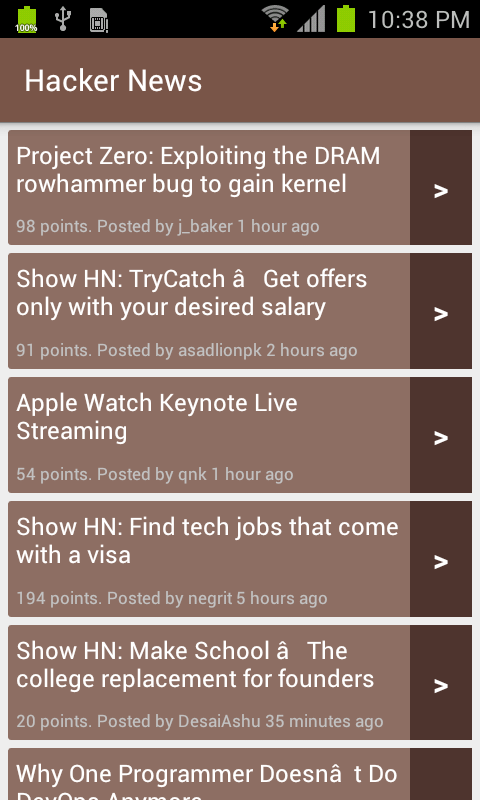 100%
10:38 PM
Hacker News
Project Zero: Exploiting the DRAM
rowhammer bug to gain kernel
98 points. Posted by j_baker 1 hour ago
>
Show HN: TryCatch â Get offers
only with your desired salary
91 points. Posted by asadlionpk 2 hours ago
>
Apple Watch Keynote Live
Streaming
54 points. Posted by qnk 1 hour ago
>
Show HN: Find tech jobs that come
with a visa
194 points. Posted by negrit 5 hours ago
>
Show HN: Make School â The
college replacement for founders
20 points. Posted by DesaiAshu 35 minutes ago
>
Why One Programmer Doesnâ t Do
DevOps Anymore